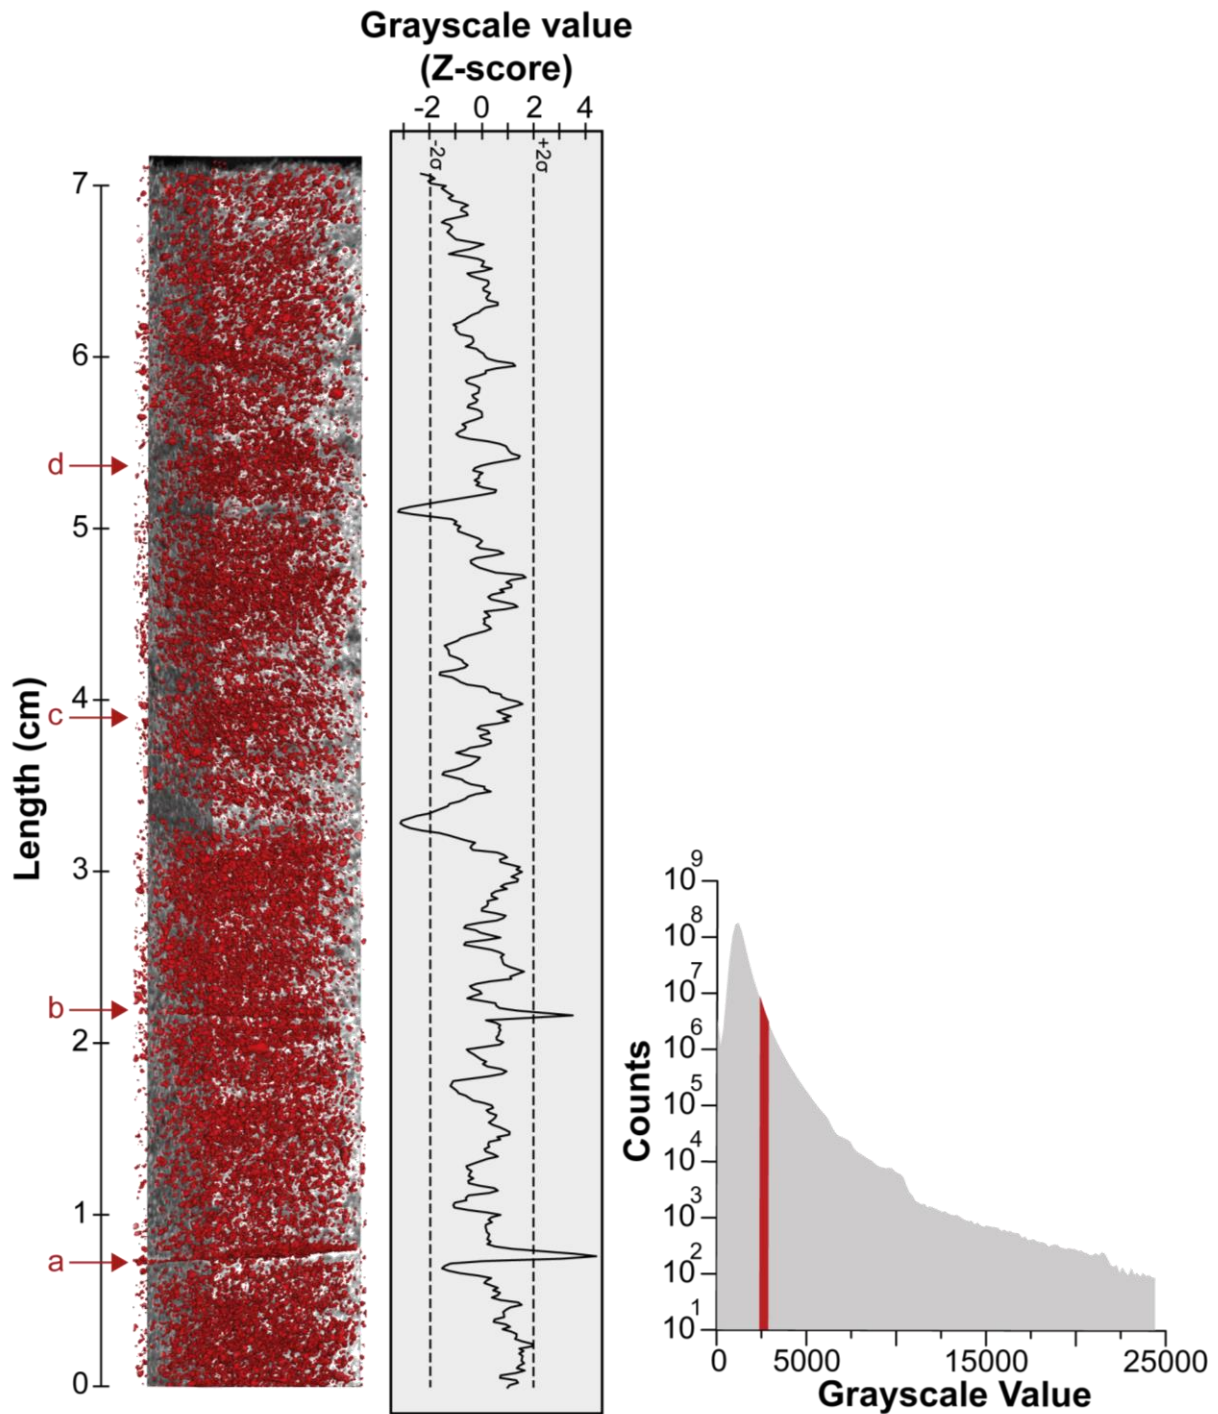 Grayscale value
(Z-score)
-2 0 2 4
-2σ +2σ
7
6
d
5
4
c
Length (cm)
3
b
2
1
a
0
10^9
10^8
10^7
10^6
10^5
10^4
10^3
10^2
10^1
Counts
0 5000 15000 25000
Grayscale Value